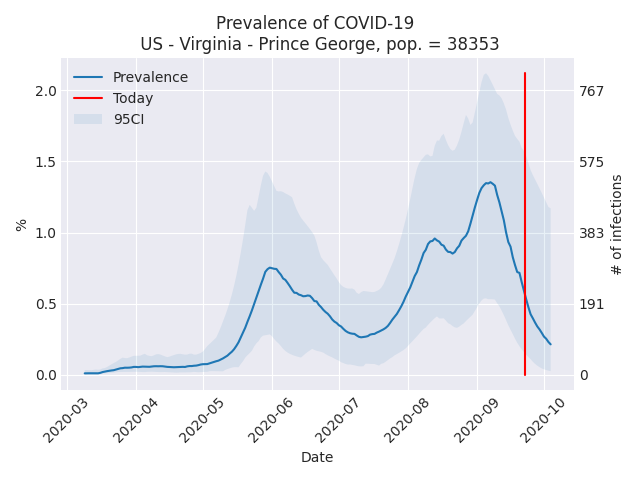 Prevalence of COVID-19
US - Virginia - Prince George, pop. = 38353
Prevalence
Today
95CI
2.0
1.5
1.0
0.5
0.0
%
767
575
383
191
0
# of infections
2020-03
2020-04
2020-05
2020-06
2020-07
2020-08
2020-09
2020-10
Date